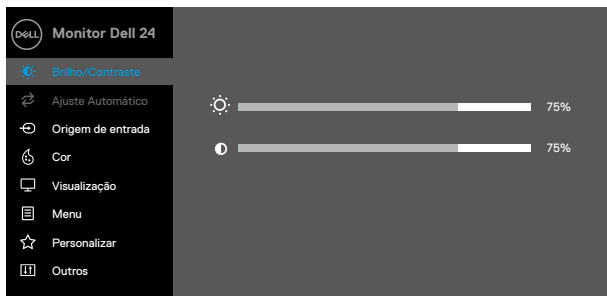 DELL
Monitor Dell 24
Brilho/Contraste
Ajuste Automático
75%
Origem de entrada
75%
Cor
Visualização
Menu
Personalizar
Outros